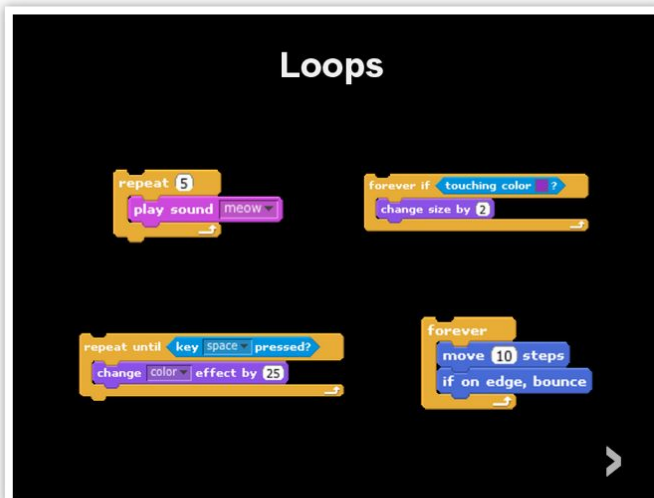 Loops
repeat 5
play sound meow
forever if touching color ?
change size by 2
repeat until key space pressed?
change color effect by 25
forever
move 10 steps
if on edge, bounce